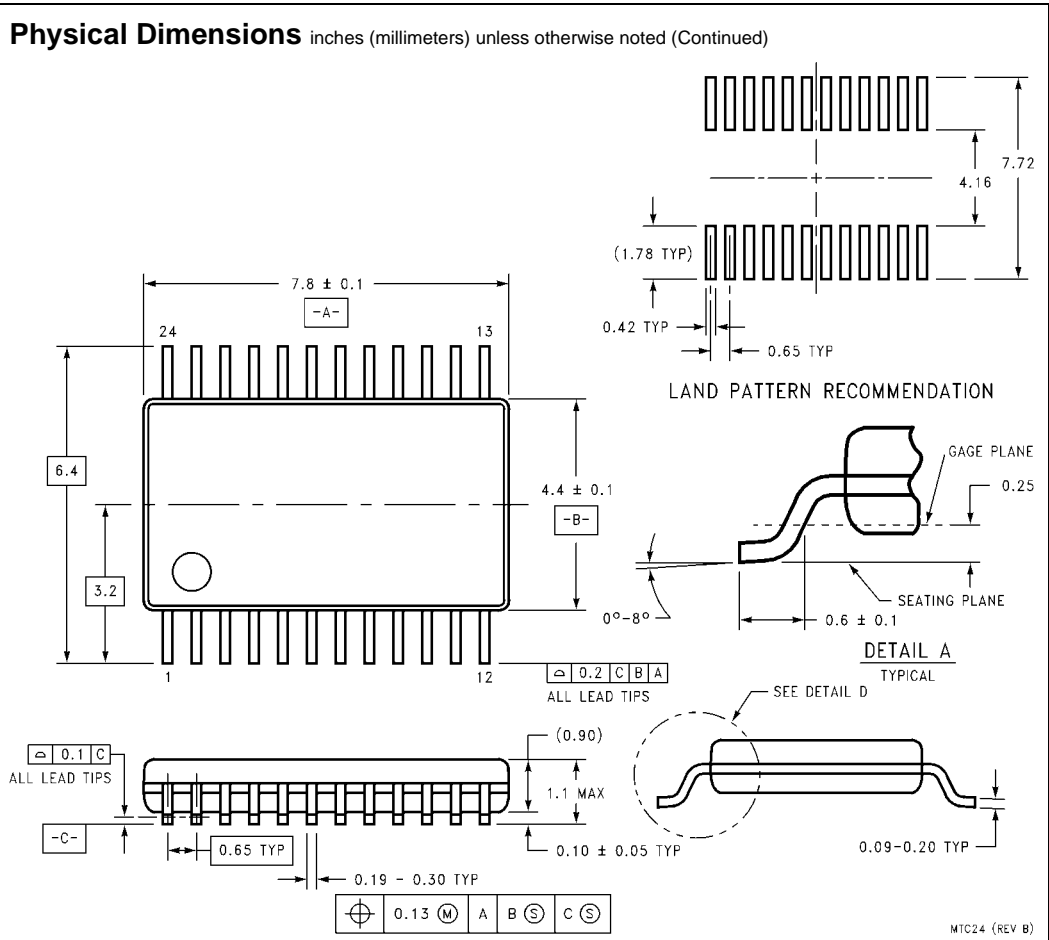 Physical Dimensions inches (millimeters) unless otherwise noted (Continued)
7.72
4.16
(1.78 TYP)
0.42 TYP
0.65 TYP
LAND PATTERN RECOMMENDATION
7.8 ± 0.1
-A-
24
13
6.4
3.2
4.4 ± 0.1
-B-
1
12
⌓ 0.2 C B A
ALL LEAD TIPS
GAGE PLANE
0.25
SEATING PLANE
0°-8°
0.6 ± 0.1
DETAIL A
TYPICAL
SEE DETAIL D
(0.90)
⌓ 0.1 C
ALL LEAD TIPS
1.1 MAX
-C-
0.65 TYP
0.10 ± 0.05 TYP
0.09-0.20 TYP
0.19 - 0.30 TYP
⌖ 0.13 Ⓜ A B Ⓢ C Ⓢ
MTC24 (REV B)